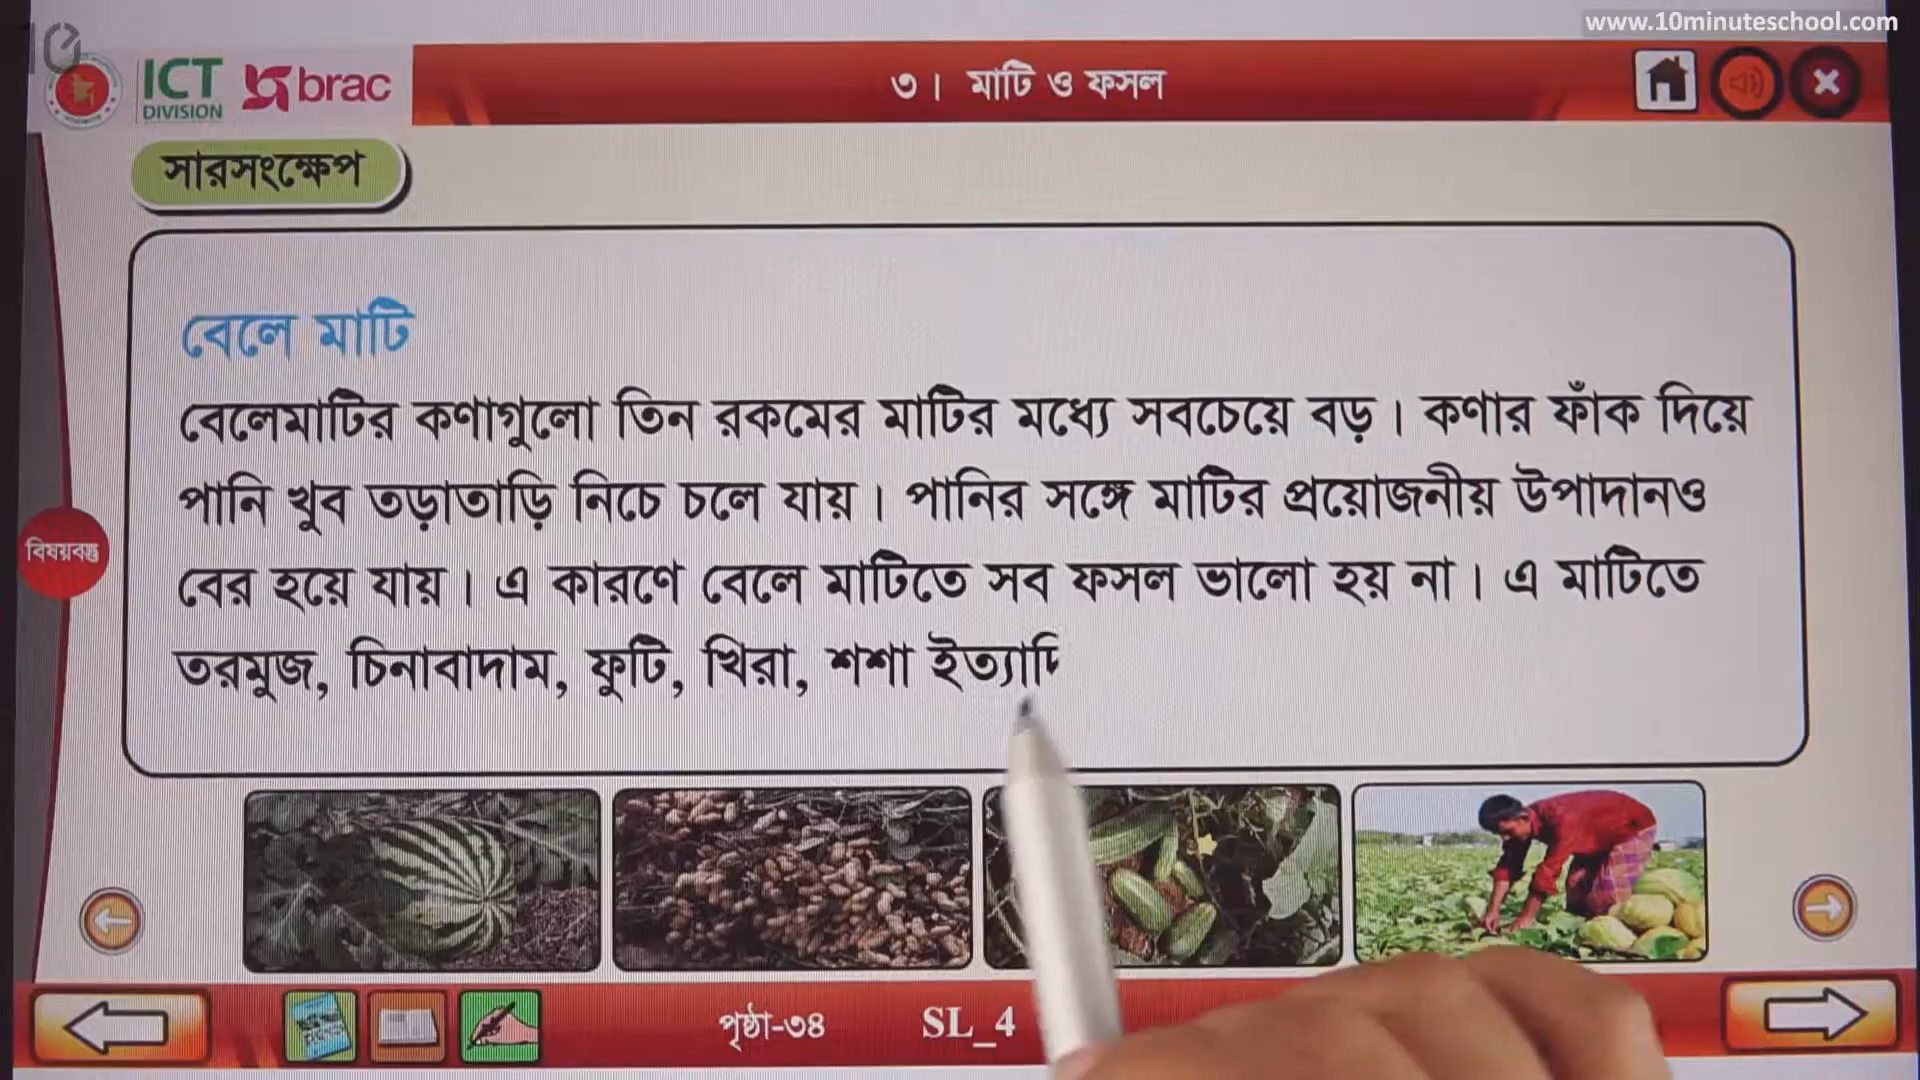 www.10minuteschool.com
10
ICT
DIVISION
brac
৩। মাটি ও ফসল
সারসংক্ষেপ
বেলে মাটি
বেলেমাটির কণাগুলো তিন রকমের মাটির মধ্যে সবচেয়ে বড়। কণার ফাঁক দিয়ে
পানি খুব তড়াতাড়ি নিচে চলে যায়। পানির সঙ্গে মাটির প্রয়োজনীয় উপাদানও
বের হয়ে যায়। এ কারণে বেলে মাটিতে সব ফসল ভালো হয় না। এ মাটিতে
তরমুজ, চিনাবাদাম, ফুটি, খিরা, শশা ইত্যাদি
বিষয়বস্তু
পৃষ্ঠা-৩৪
SL_4